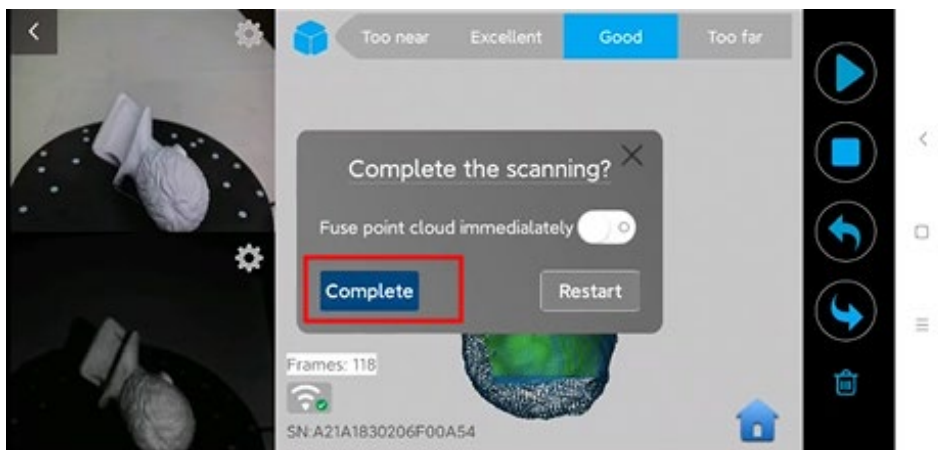 Too near Excellent Good Too far
Complete the scanning?
Fuse point cloud immedialately
Complete Restart
Frames: 118
SN:A21A1830206F00A54